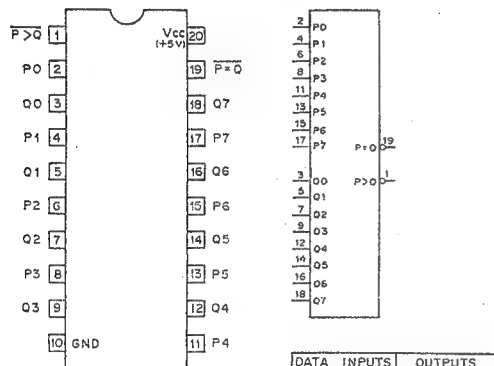 P>Q 1
P0 2
Q0 3
P1 4
Q1 5
P2 6
Q2 7
P3 8
Q3 9
10 GND
Vcc 20
(+5V)
19 P=Q
18 Q7
17 P7
16 Q6
15 P6
14 Q5
13 P5
12 Q4
11 P4
2 P0
4 P1
6 P2
8 P3
11 P4
13 P5
15 P6
17 P7
P=Q 19
3 Q0
P>Q 1
5 Q1
7 Q2
9 Q3
12 Q4
14 Q5
16 Q6
18 Q7
DATA INPUTS OUTPUTS